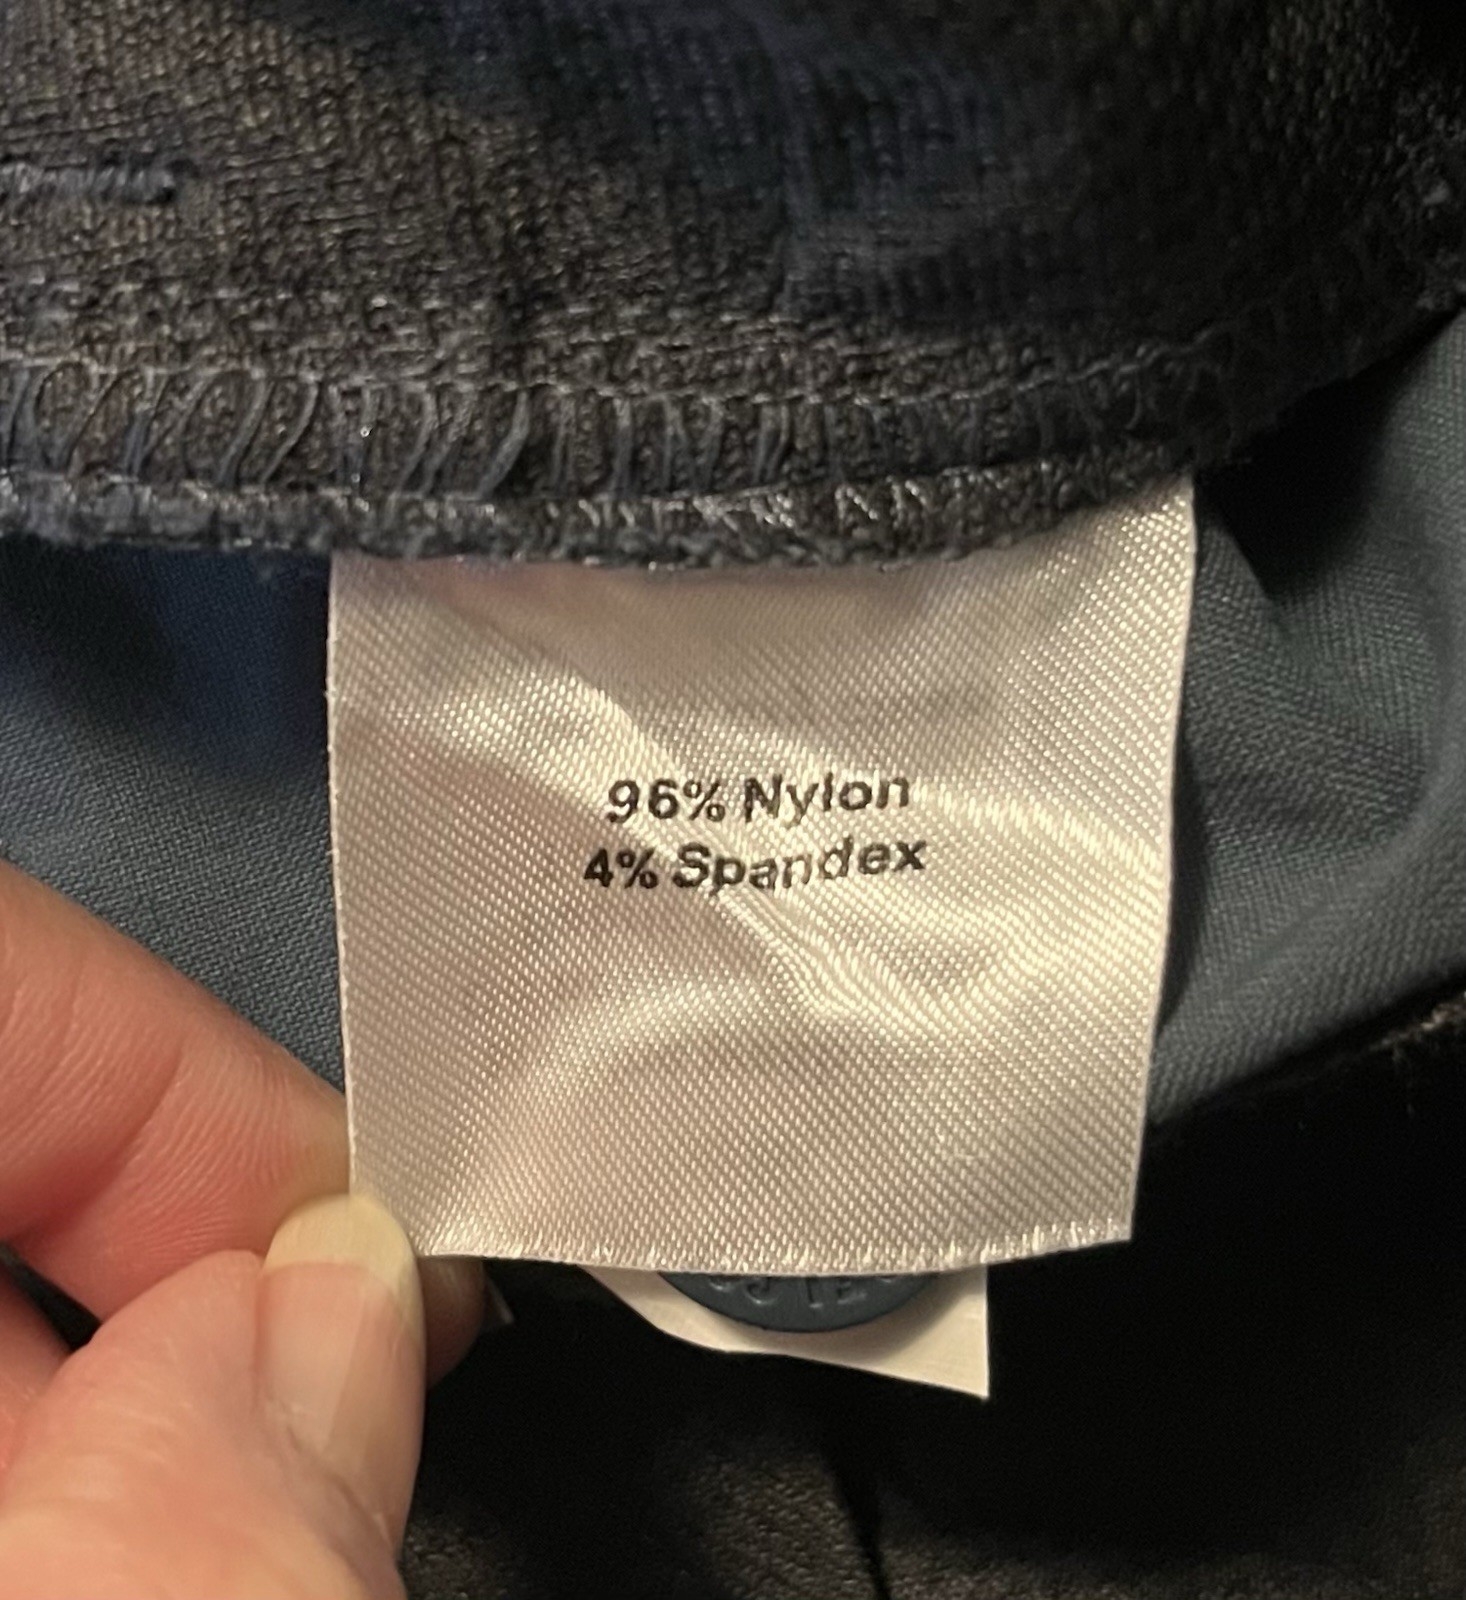 96% Nylon
4% Spandex